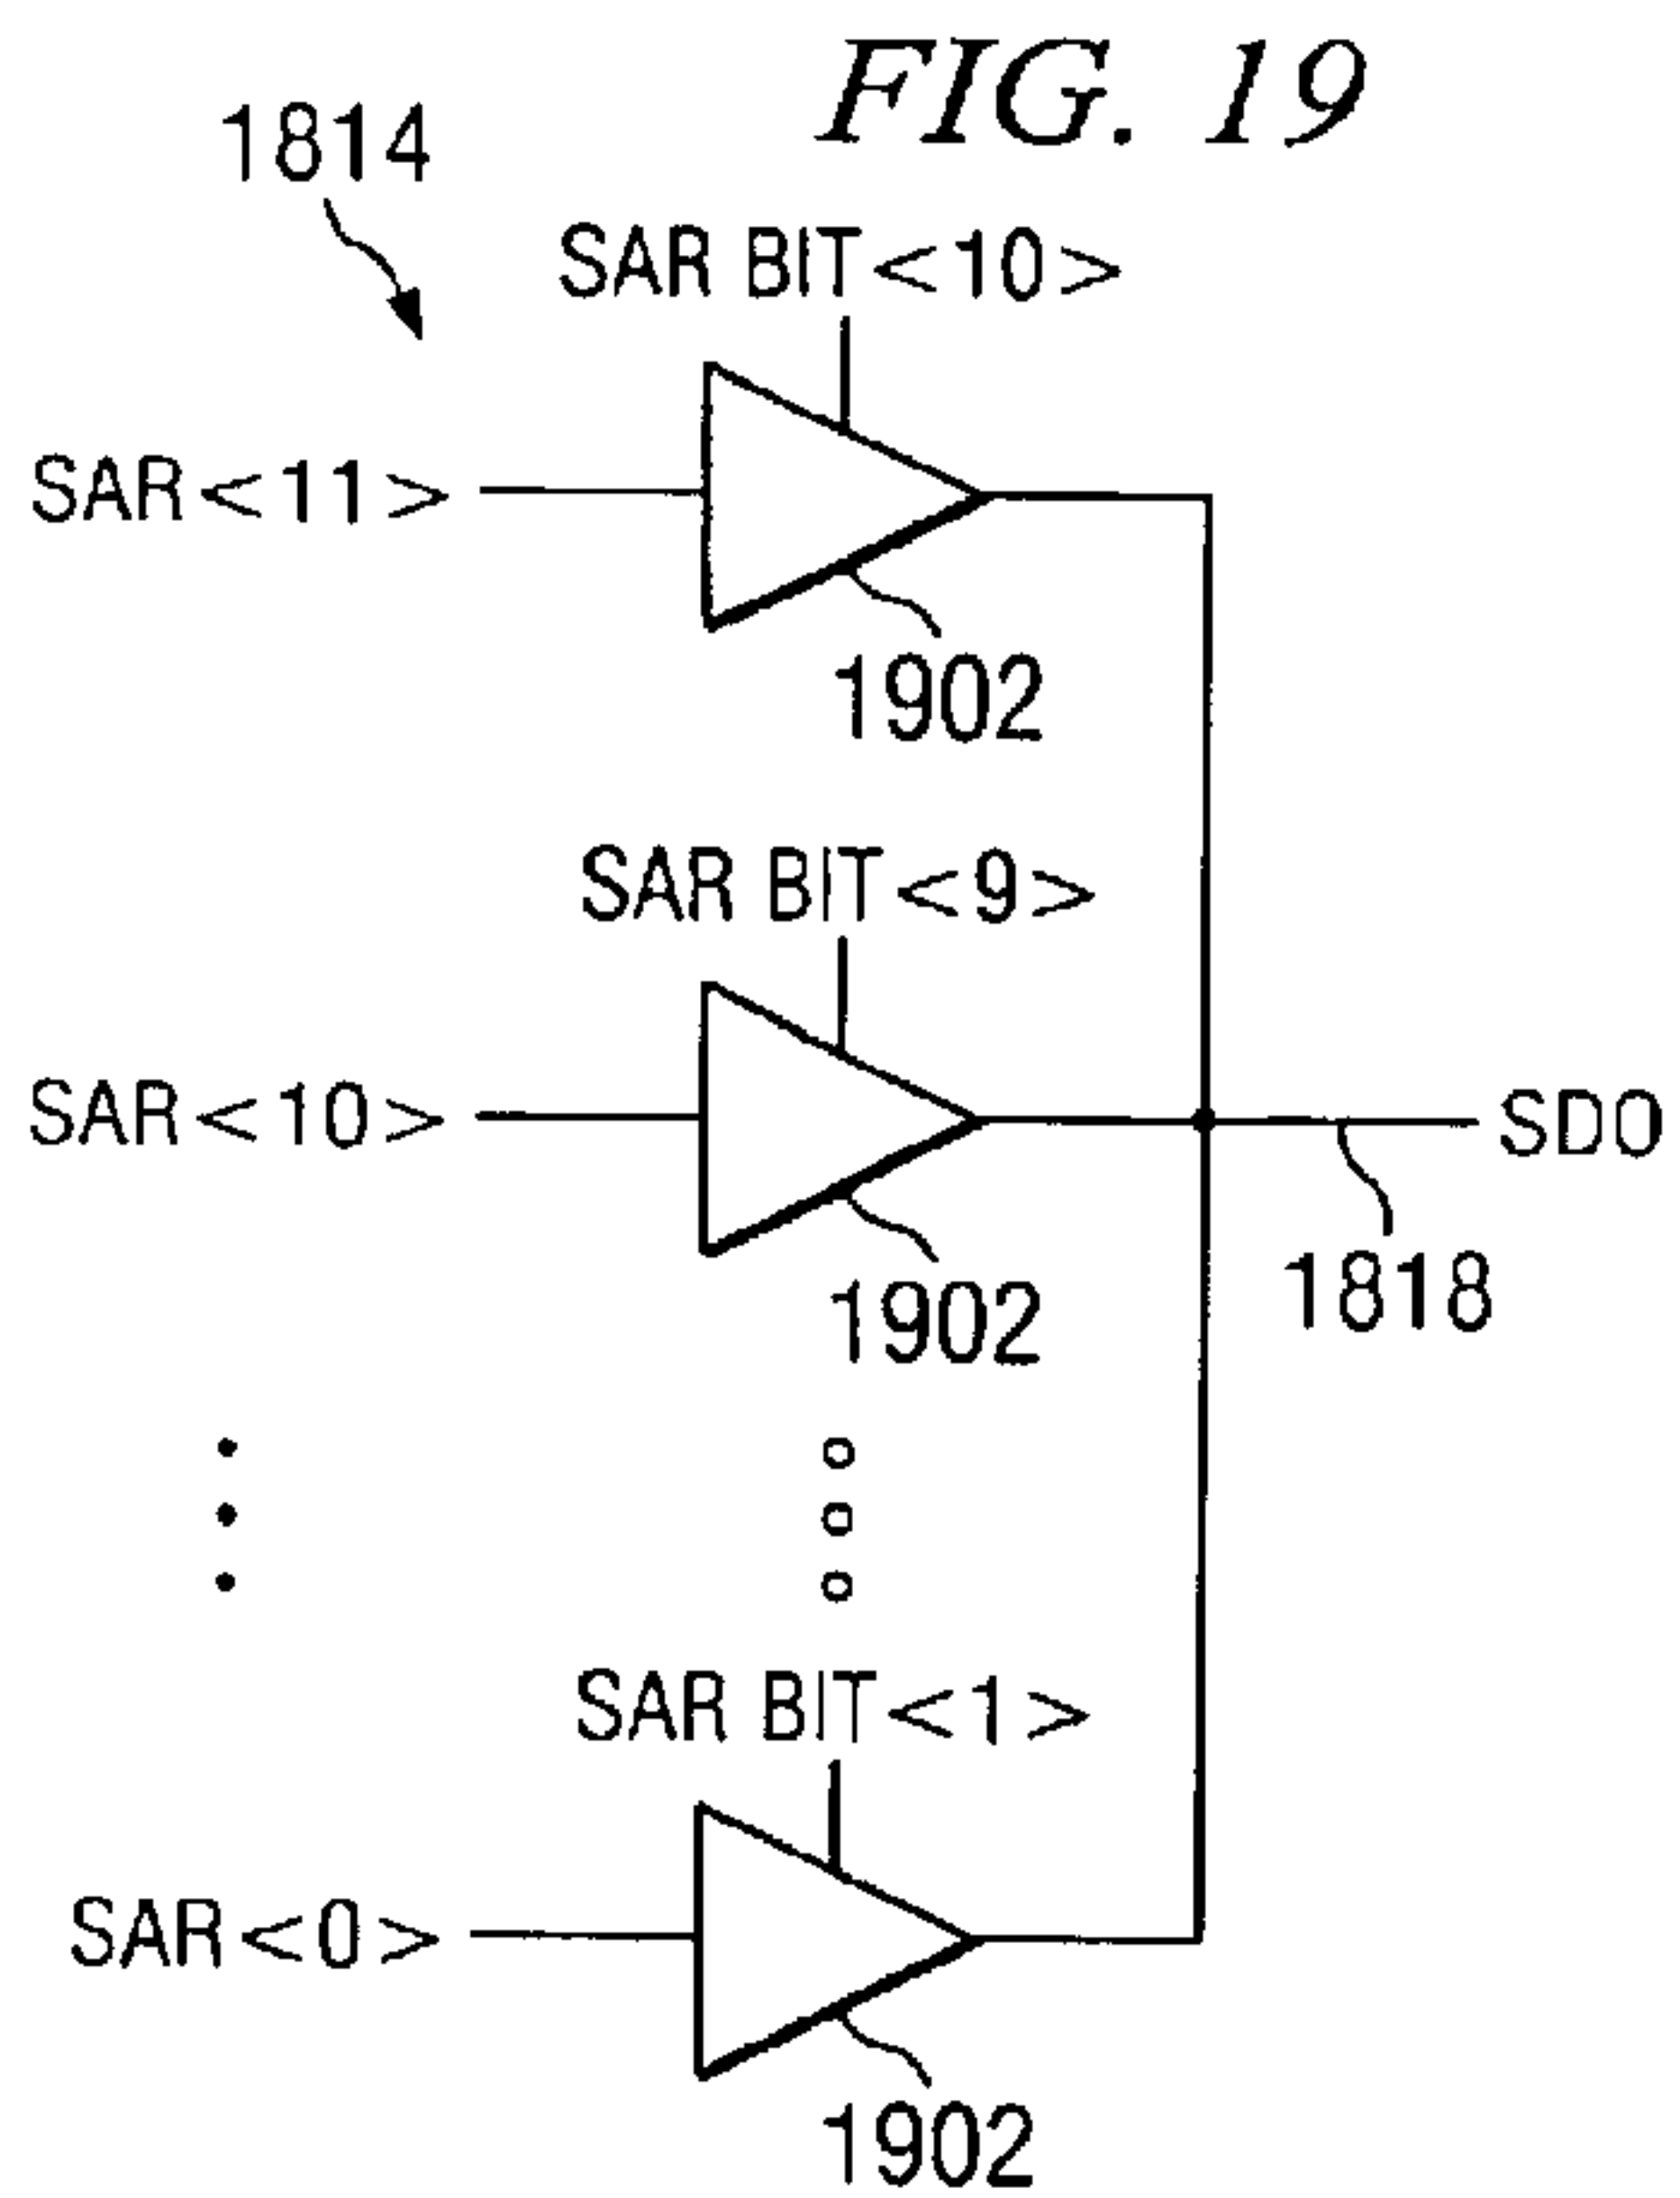 FIG. 19
1814
SAR BIT<10>
SAR<11>
1902
SAR BIT<9>
SAR<10>
SDO
1902
1818
SAR BIT<1>
SAR<0>
1902